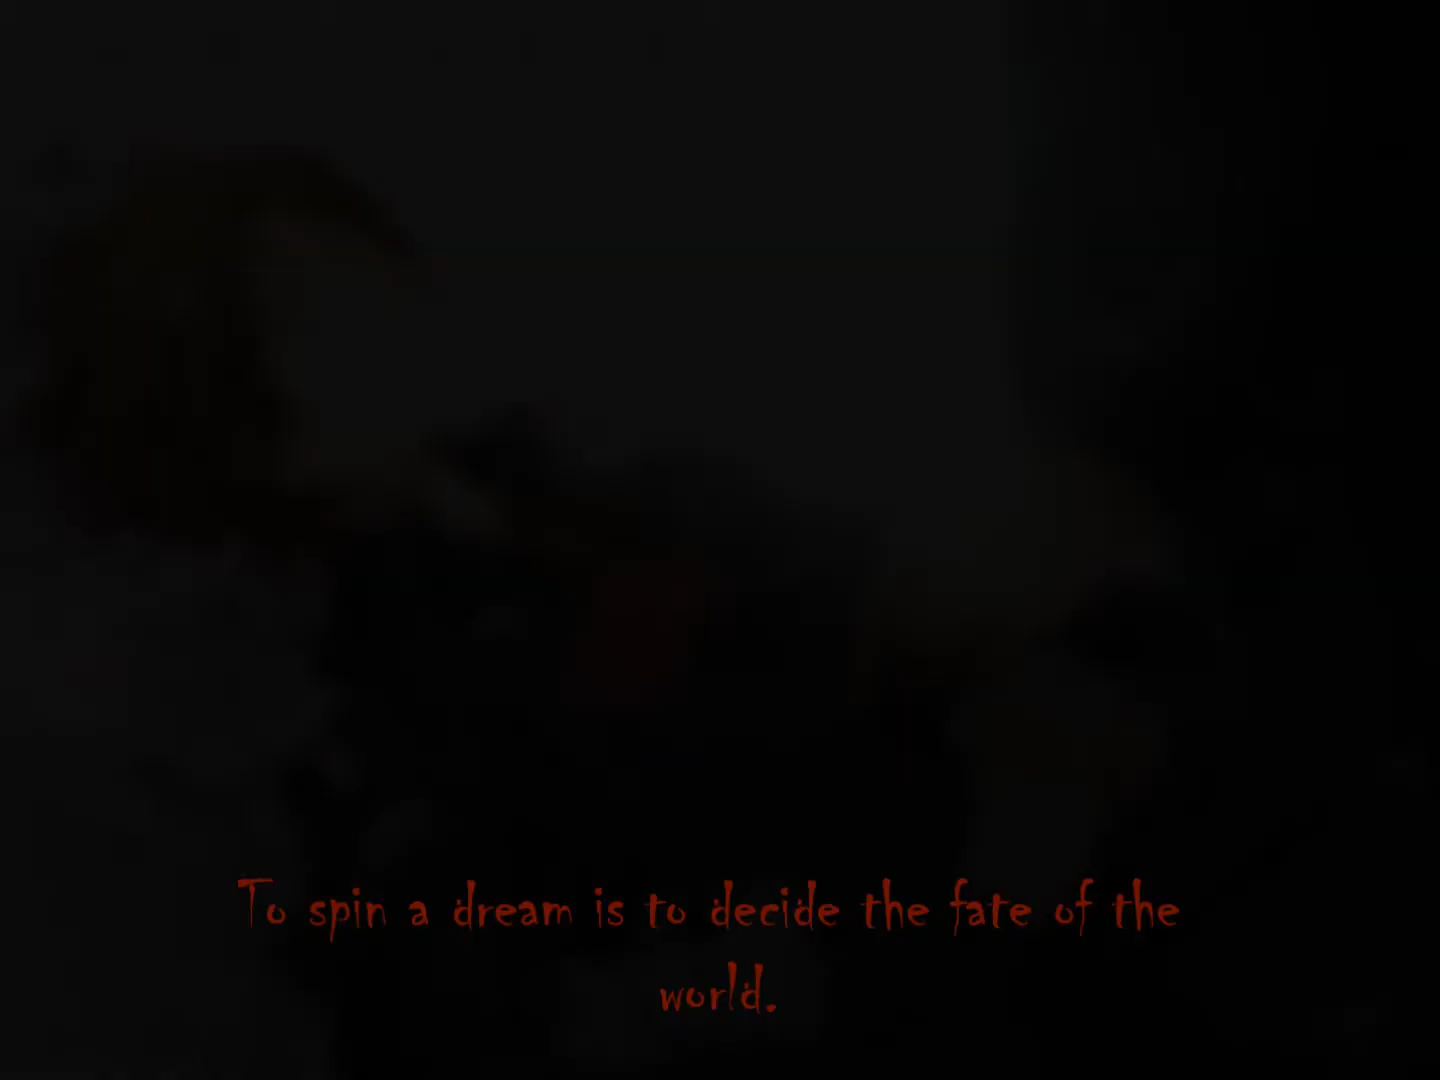 To spin a dream is to decide the fate of the
world.